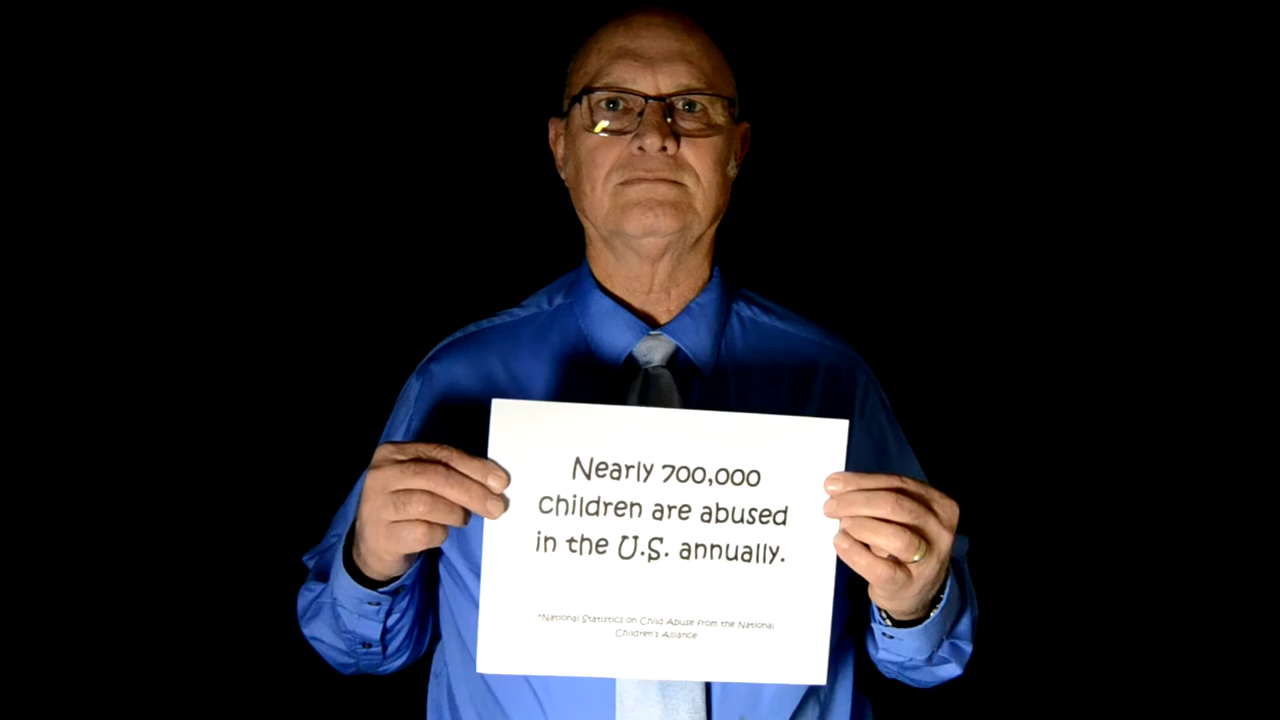 Nearly 700,000
children are abused
in the U.S. annually.
*National Statistics on Child Abuse from the National
Children's Alliance